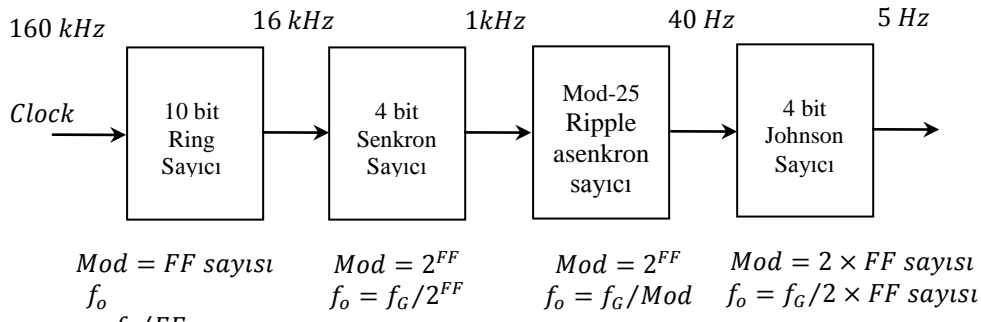 160 kHz
16 kHz
1kHz
40 Hz
5 Hz
Clock
10 bit
Ring
Sayıcı
4 bit
Senkron
Sayıcı
Mod-25
Ripple
asenkron
sayıcı
4 bit
Johnson
Sayıcı
Mod = FF sayısı
f_o
Mod = 2^FF
f_o = f_G/2^FF
Mod = 2^FF
f_o = f_G/Mod
Mod = 2 × FF sayısı
f_o = f_G/2 × FF sayısı